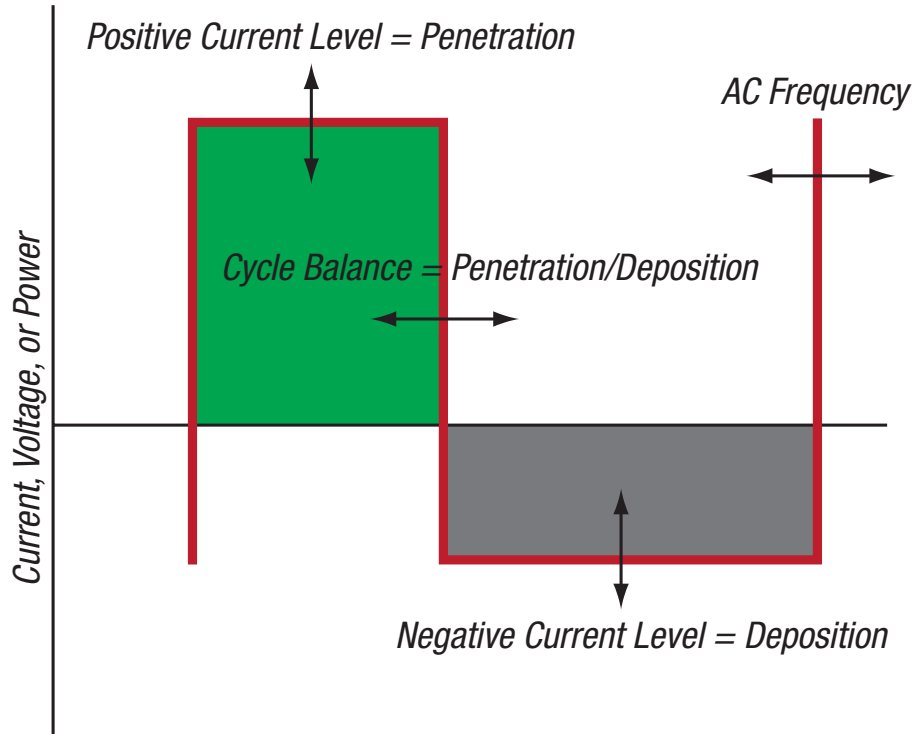 Positive Current Level = Penetration
AC Frequency
Cycle Balance = Penetration/Deposition
Current, Voltage, or Power
Negative Current Level = Deposition